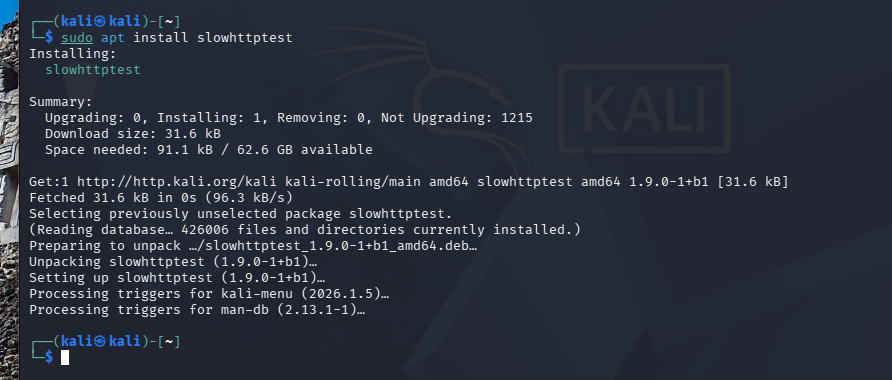 ┌──(kali㉿kali)-[~]
└─$ sudo apt install slowhttptest
Installing:
  slowhttptest

Summary:
  Upgrading: 0, Installing: 1, Removing: 0, Not Upgrading: 1215
  Download size: 31.6 kB
  Space needed: 91.1 kB / 62.6 GB available

Get:1 http://http.kali.org/kali kali-rolling/main amd64 slowhttptest amd64 1.9.0-1+b1 [31.6 kB]
Fetched 31.6 kB in 0s (96.3 kB/s)
Selecting previously unselected package slowhttptest.
(Reading database… 426006 files and directories currently installed.)
Preparing to unpack …/slowhttptest_1.9.0-1+b1_amd64.deb…
Unpacking slowhttptest (1.9.0-1+b1)…
Setting up slowhttptest (1.9.0-1+b1)…
Processing triggers for kali-menu (2026.1.5)…
Processing triggers for man-db (2.13.1-1)…

┌──(kali㉿kali)-[~]
└─$
KALI